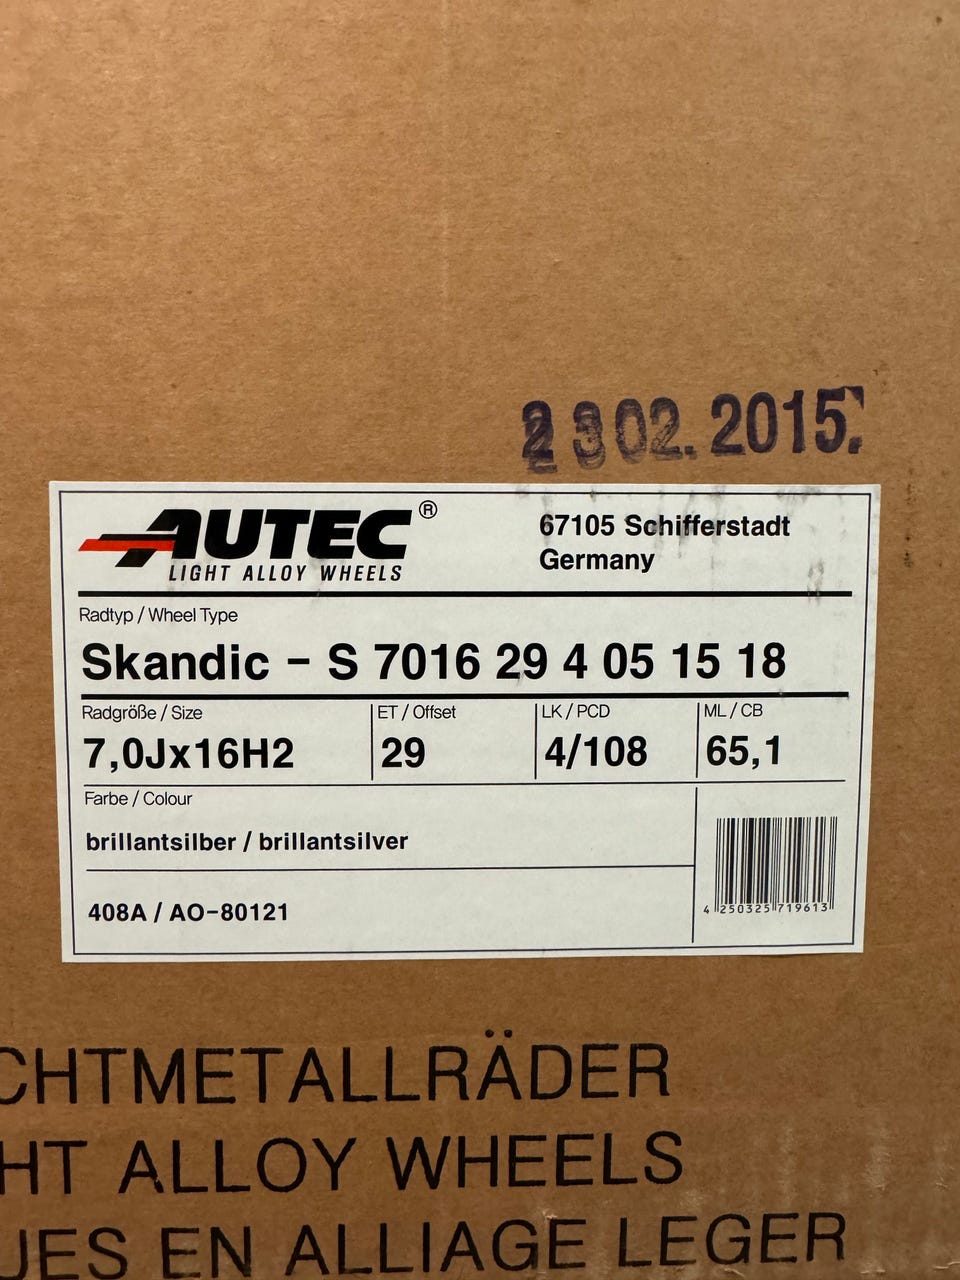 2302.2015.
AUTEC®
LIGHT ALLOY WHEELS
67105 Schifferstadt
Germany
Radtyp / Wheel Type
Skandic - S 7016 29 4 05 15 18
Radgröße / Size
7,0Jx16H2
ET / Offset
29
LK / PCD
4/108
ML / CB
65,1
Farbe / Colour
brillantsilber / brillantsilver
408A / AO-80121
4 250325 719613
CHTMETALLRÄDER
HT ALLOY WHEELS
UES EN ALLIAGE LEGER